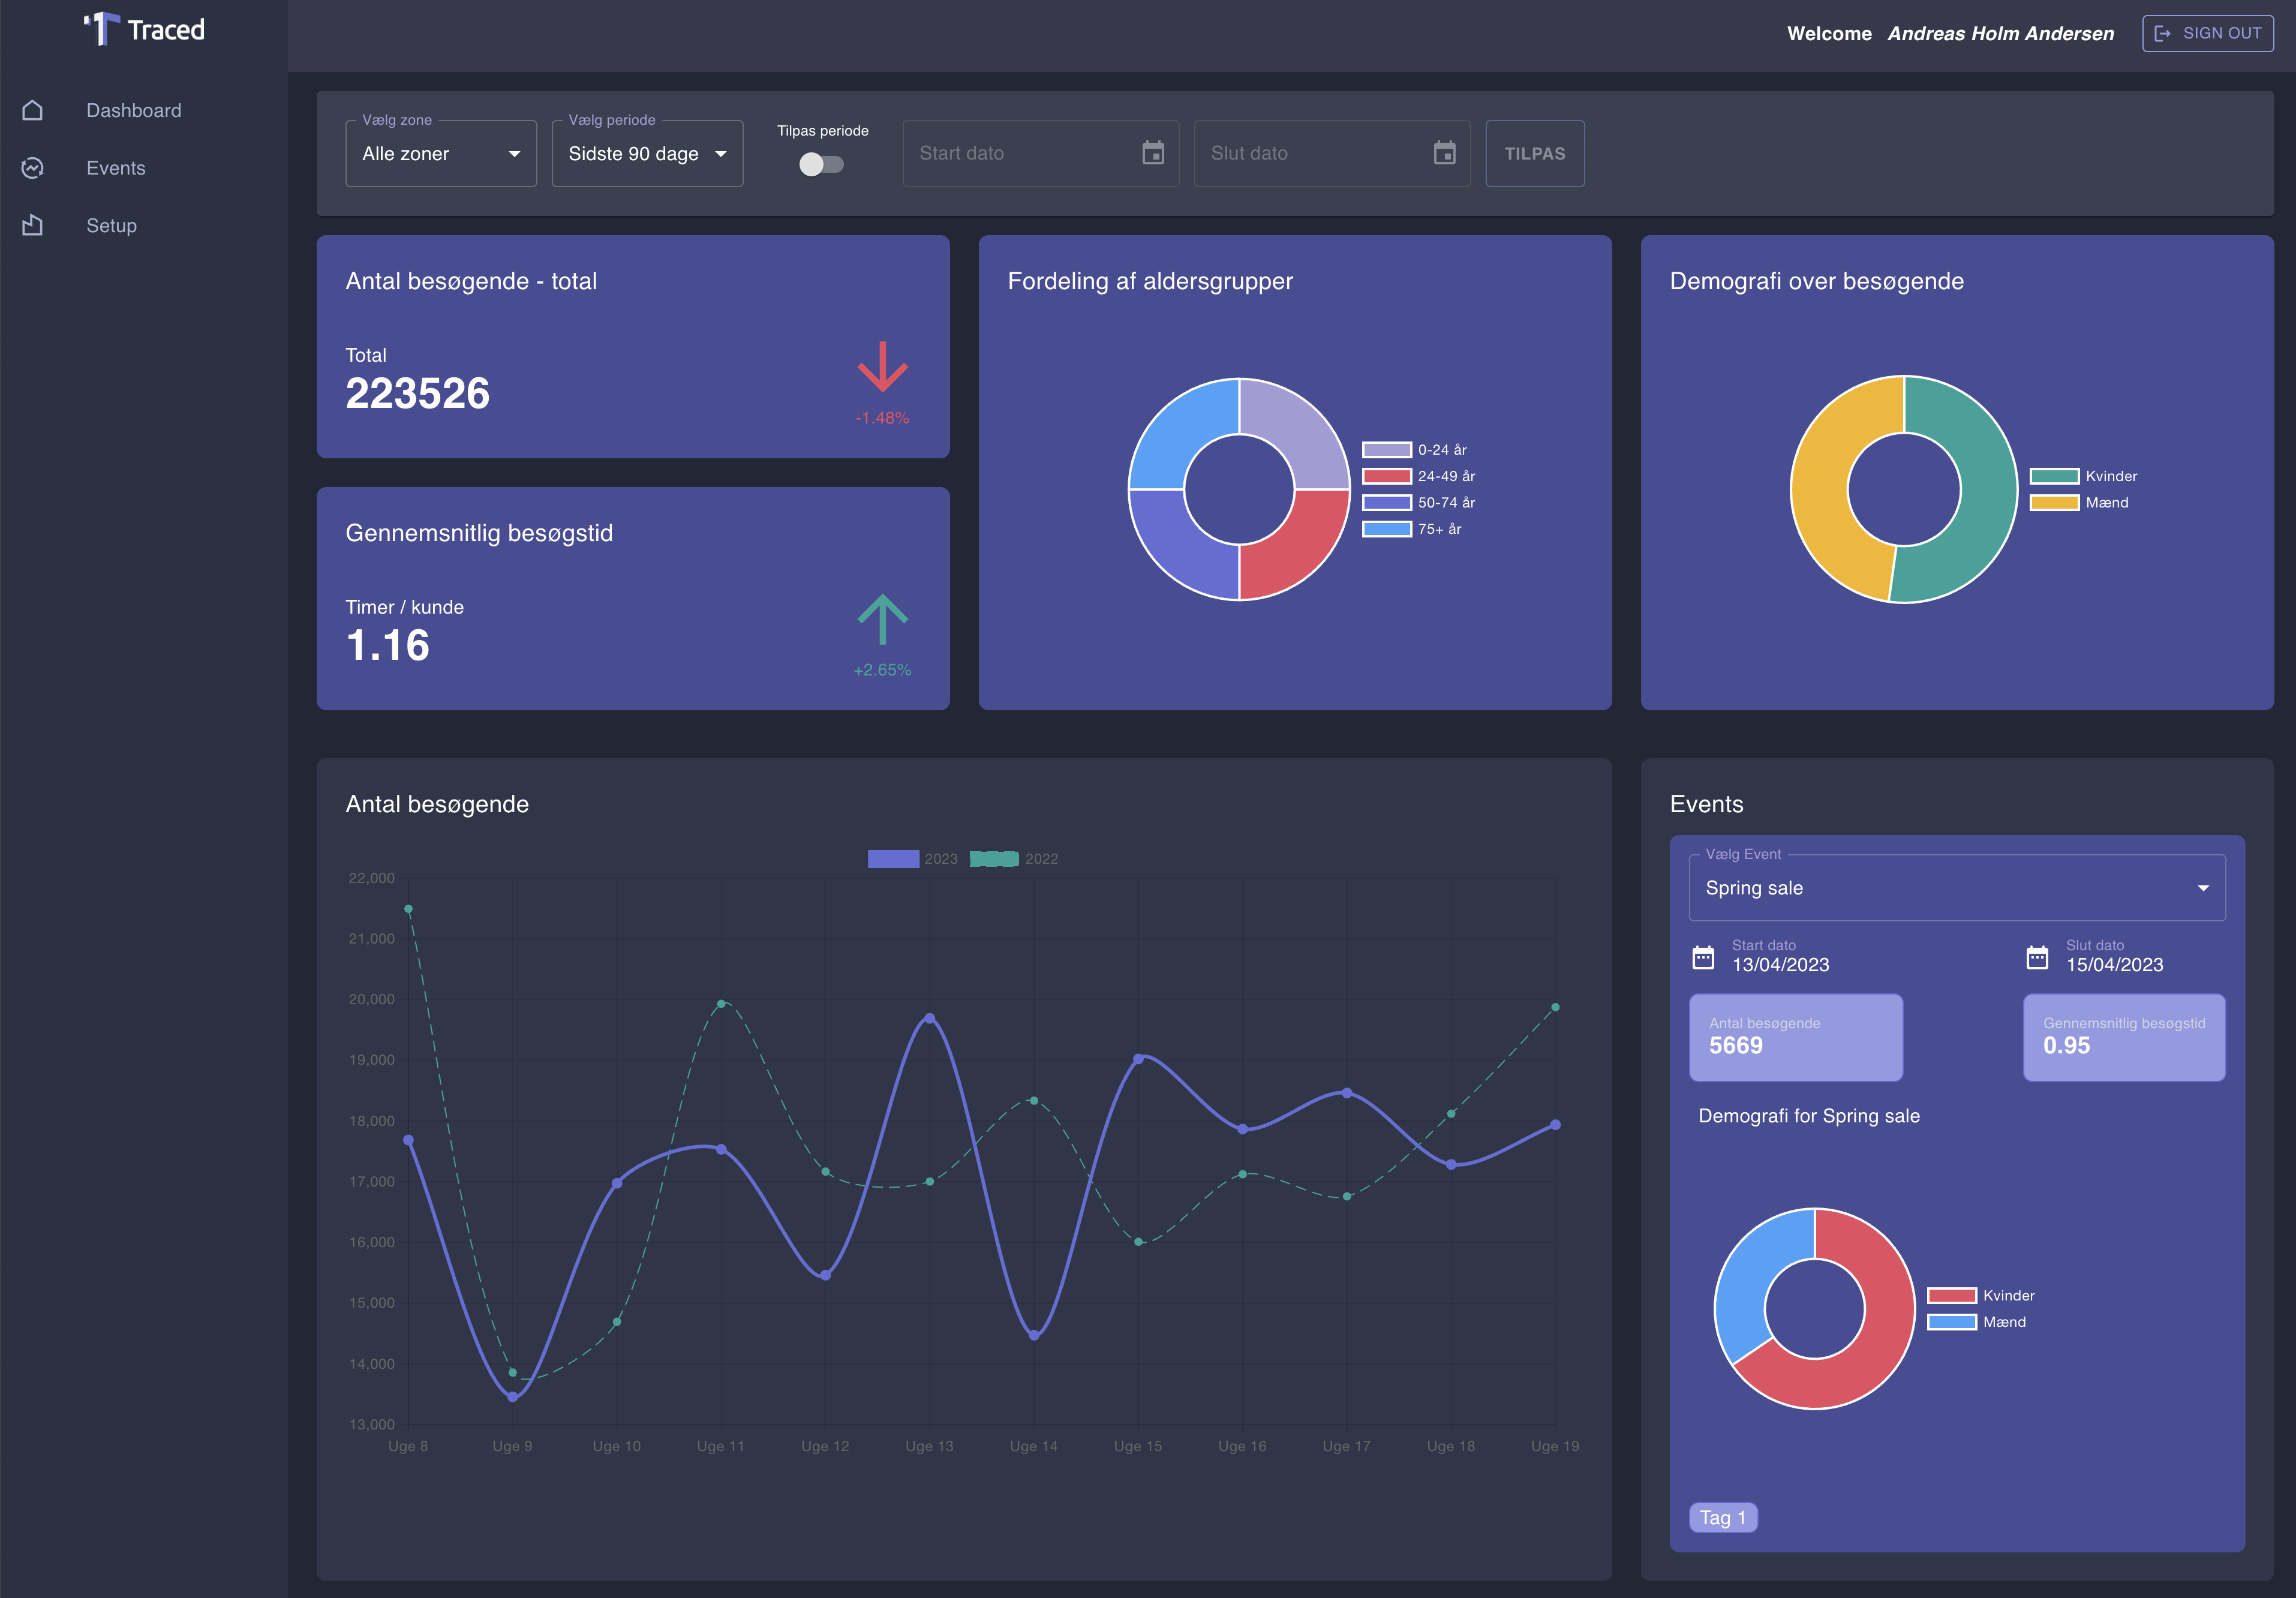 Traced
Welcome Andreas Holm Andersen
SIGN OUT
Dashboard
Events
Setup
Vælg zone
Alle zoner
Vælg periode
Sidste 90 dage
Tilpas periode
Start dato
Slut dato
TILPAS
Antal besøgende - total
Total
223526
-1.48%
Gennemsnitlig besøgstid
Timer / kunde
1.16
+2.65%
Fordeling af aldersgrupper
0-24 år
24-49 år
50-74 år
75+ år
Demografi over besøgende
Kvinder
Mænd
Antal besøgende
2023 2022
22,000
21,000
20,000
19,000
18,000
17,000
16,000
15,000
14,000
13,000
Uge 8 Uge 9 Uge 10 Uge 11 Uge 12 Uge 13 Uge 14 Uge 15 Uge 16 Uge 17 Uge 18 Uge 19
Events
Vælg Event
Spring sale
Start dato
13/04/2023
Slut dato
15/04/2023
Antal besøgende
5669
Gennemsnitlig besøgstid
0.95
Demografi for Spring sale
Kvinder
Mænd
Tag 1